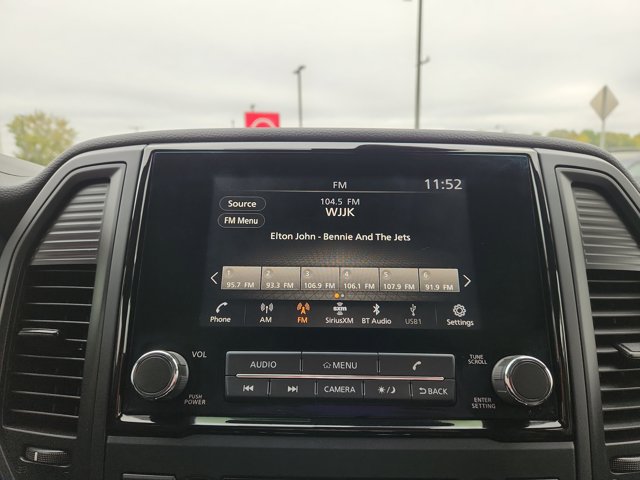 FM 11:52
Source 104.5 FM
WJJK
FM Menu
Elton John - Bennie And The Jets
1 2 3 4 5 6
95.7 FM 93.3 FM 106.9 FM 106.1 FM 107.9 FM 91.9 FM
sxm
Phone AM FM SiriusXM BT Audio USB1 Settings
VOL AUDIO MENU TUNE
SCROLL
PUSH
POWER CAMERA BACK ENTER
SETTING